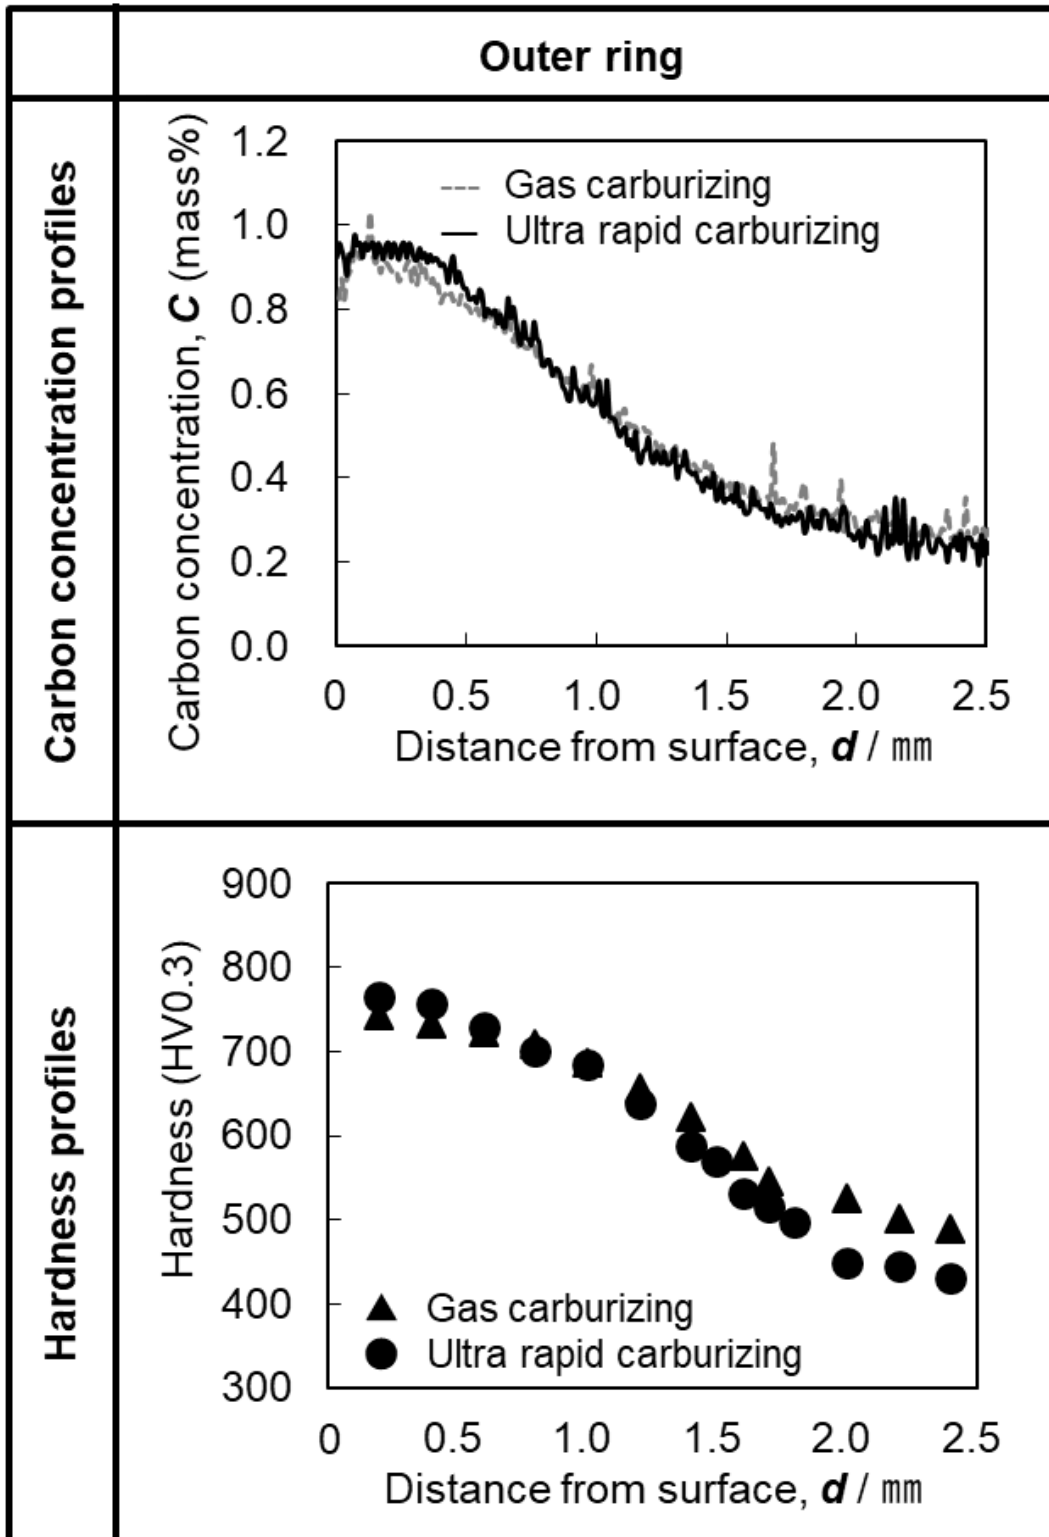 Outer ring
Carbon concentration profiles
Carbon concentration, C (mass%)
1.2
1.0
0.8
0.6
0.4
0.2
0.0
Gas carburizing
Ultra rapid carburizing
0 0.5 1.0 1.5 2.0 2.5
Distance from surface, d / ㎜
Hardness profiles
Hardness (HV0.3)
900
800
700
600
500
400
300
Gas carburizing
Ultra rapid carburizing
0 0.5 1.0 1.5 2.0 2.5
Distance from surface, d / ㎜